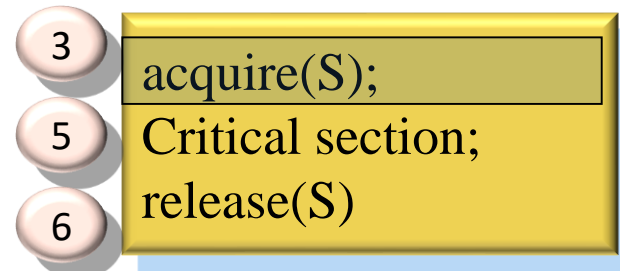 3 acquire(S);
5 Critical section;
6 release(S)